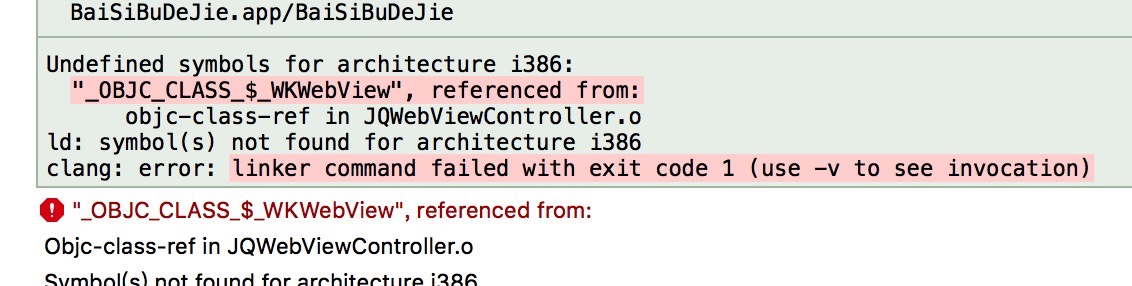 BaiSiBuDeJie.app/BaiSiBuDeJie
Undefined symbols for architecture i386:
"_OBJC_CLASS_$_WKWebView", referenced from:
objc-class-ref in JQWebViewController.o
ld: symbol(s) not found for architecture i386
clang: error: linker command failed with exit code 1 (use -v to see invocation)
"_OBJC_CLASS_$_WKWebView", referenced from:
Objc-class-ref in JQWebViewController.o
Symbol(s) not found for architecture i386